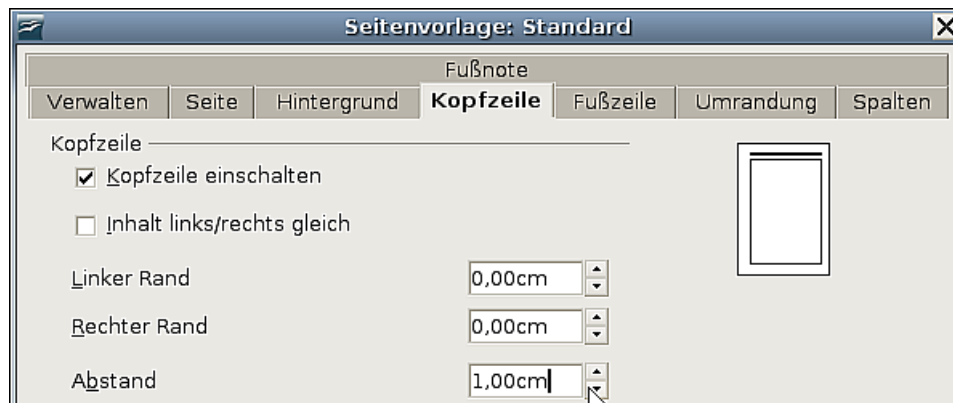 Seitenvorlage: Standard
Fußnote
Verwalten Seite Hintergrund Kopfzeile Fußzeile Umrandung Spalten
Kopfzeile
Kopfzeile einschalten
Inhalt links/rechts gleich
Linker Rand 0,00cm
Rechter Rand 0,00cm
Abstand 1,00cm